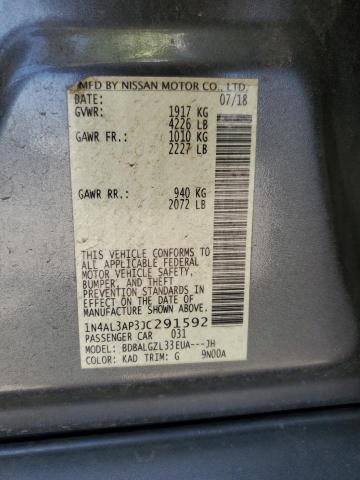 MFD BY NISSAN MOTOR CO., LTD.
DATE: 07/18
GVWR: 1917 KG
4226 LB
GAWR FR: 1010 KG
2227 LB
GAWR RR: 940 KG
2072 LB
THIS VEHICLE CONFORMS TO
ALL APPLICABLE FEDERAL
MOTOR VEHICLE SAFETY,
BUMPER, AND THEFT
PREVENTION STANDARDS IN
EFFECT ON THE DATE OF
MANUFACTURE SHOWN ABOVE.
1N4AL3AP3JC291592
PASSENGER CAR 031
MODEL: BDBALGZL33EUA---JH
COLOR: KAD TRIM: G 9N00A